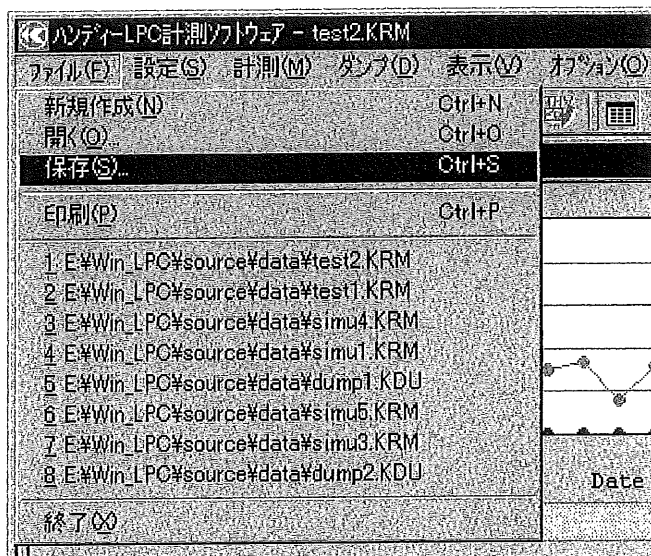 ハンディーLPC計測ソフトウェア - test2.KRM
ファイル(F) 設定(S) 計測(M) ダンプ(D) 表示(V) オプション(O)
新規作成(N) Ctrl+N
開く(O)... Ctrl+O
保存(S)... Ctrl+S
印刷(P) Ctrl+P
1 E:¥Win_LPC¥source¥data¥test2.KRM
2 E:¥Win_LPC¥source¥data¥test1.KRM
3 E:¥Win_LPC¥source¥data¥simu4.KRM
4 E:¥Win_LPC¥source¥data¥simu1.KRM
5 E:¥Win_LPC¥source¥data¥dump1.KDU
6 E:¥Win_LPC¥source¥data¥simu5.KRM
7 E:¥Win_LPC¥source¥data¥simu3.KRM
8 E:¥Win_LPC¥source¥data¥dump2.KDU
Date
終了(X)